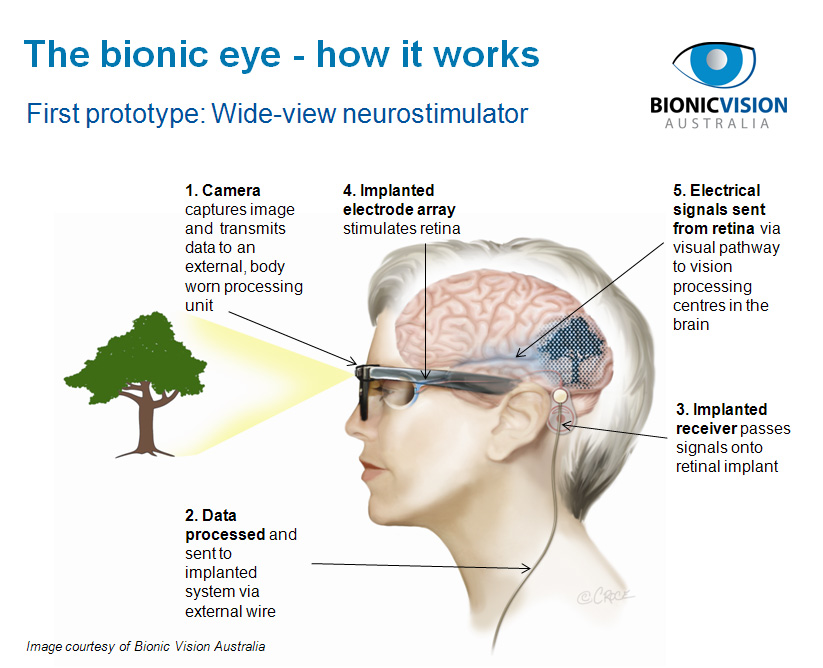 The bionic eye - how it works
First prototype: Wide-view neurostimulator
BIONICVISION
AUSTRALIA
1. Camera
captures image
and transmits
data to an
external, body
worn processing
unit
4. Implanted
electrode array
stimulates retina
5. Electrical
signals sent
from retina via
visual pathway
to vision
processing
centres in the
brain
3. Implanted
receiver passes
signals onto
retinal implant
2. Data
processed and
sent to
implanted
system via
external wire
©CROCE
Image courtesy of Bionic Vision Australia